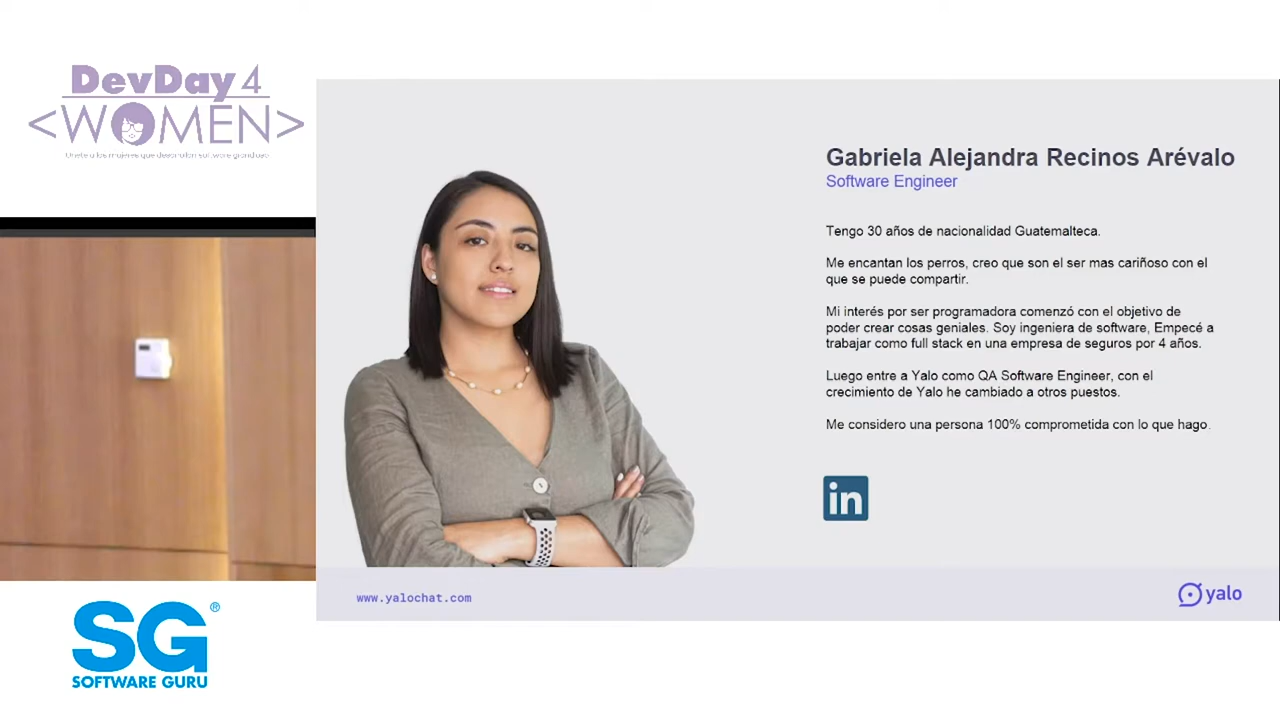 DevDay 4
<WOMEN>
Gabriela Alejandra Recinos Arévalo
Software Engineer
Tengo 30 años de nacionalidad Guatemalteca.
Me encantan los perros, creo que son el ser mas cariñoso con el
que se puede compartir.
Mi interés por ser programadora comenzó con el objetivo de
poder crear cosas geniales. Soy ingeniera de software, Empecé a
trabajar como full stack en una empresa de seguros por 4 años.
Luego entre a Yalo como QA Software Engineer, con el
crecimiento de Yalo he cambiado a otros puestos.
Me considero una persona 100% comprometida con lo que hago.
in
www.yalochat.com
yalo
SG®
SOFTWARE GURU